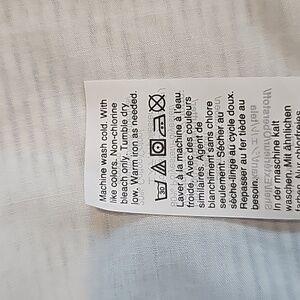 Machine wash cold. With
like colors. Non-chlorine
bleach only. Tumble dry
low. Warm iron as needed.
30
Laver à la machine à l'eau
froide. Avec des couleurs
similaires. Agent de
blanchiment sans chlore
seulement. Sécher au
sèche-linge au cycle doux.
Repasser au fer tiède au
besoin.
In der maschine kalt
waschen. Mit ähnlichen